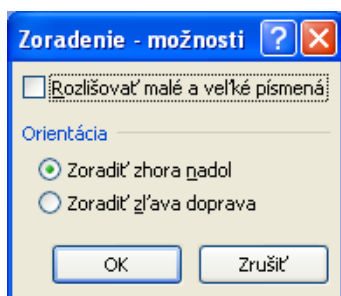 Zoradenie - možnosti
Rozlišovať malé a veľké písmená
Orientácia
Zoradiť zhora nadol
Zoradiť zľava doprava
OK Zrušiť